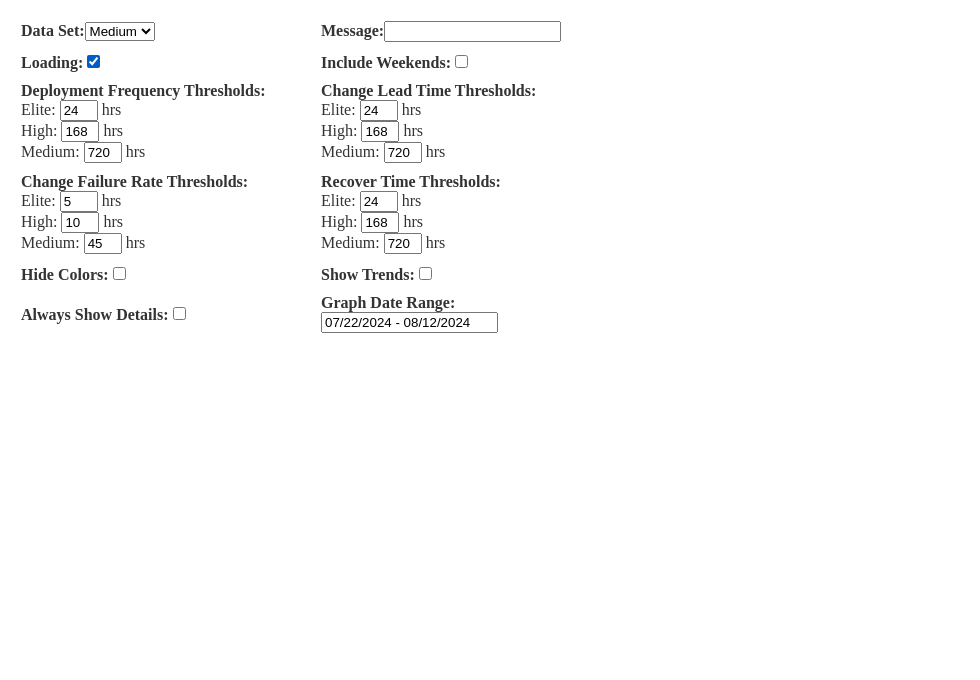 Data Set: Medium
Message:
Loading:
Include Weekends:
Deployment Frequency Thresholds:
Elite: 24 hrs
High: 168 hrs
Medium: 720 hrs
Change Lead Time Thresholds:
Elite: 24 hrs
High: 168 hrs
Medium: 720 hrs
Change Failure Rate Thresholds:
Elite: 5 hrs
High: 10 hrs
Medium: 45 hrs
Recover Time Thresholds:
Elite: 24 hrs
High: 168 hrs
Medium: 720 hrs
Hide Colors:
Show Trends:
Always Show Details:
Graph Date Range:
07/22/2024 - 08/12/2024